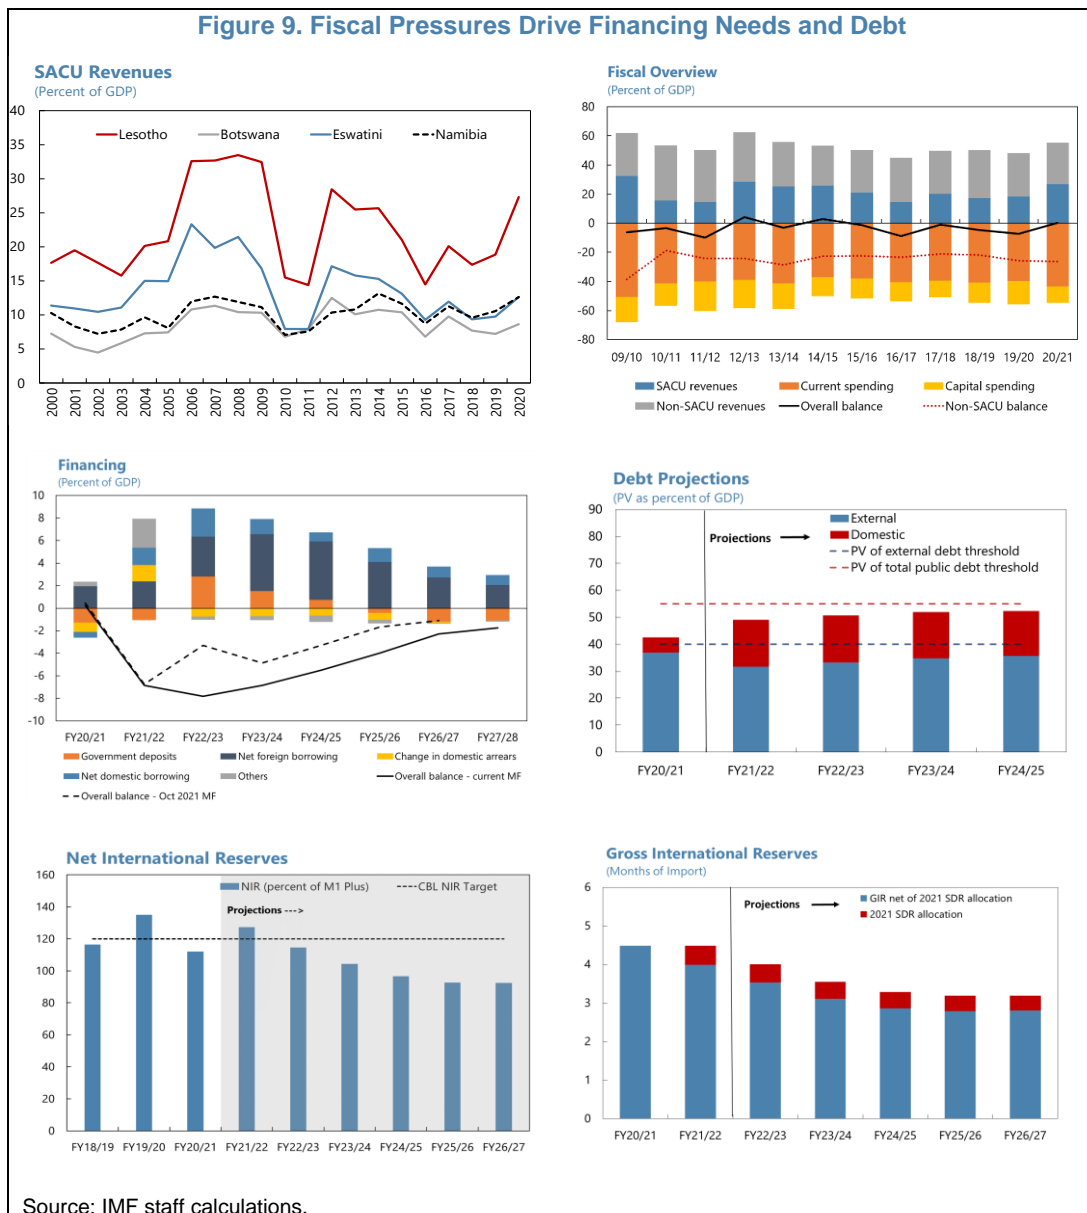 Figure 9. Fiscal Pressures Drive Financing Needs and Debt
SACU Revenues
(Percent of GDP)
40
35
30
25
20
15
10
5
0
Lesotho Botswana Eswatini Namibia
2000 2001 2002 2003 2004 2005 2006 2007 2008 2009 2010 2011 2012 2013 2014 2015 2016 2017 2018 2019 2020
Fiscal Overview
(Percent of GDP)
80
60
40
20
0
-20
-40
-60
-80
09/10 10/11 11/12 12/13 13/14 14/15 15/16 16/17 17/18 18/19 19/20 20/21
SACU revenues Current spending Capital spending
Non-SACU revenues Overall balance Non-SACU balance
Financing
(Percent of GDP)
10
8
6
4
2
0
-2
-4
-6
-8
-10
FY20/21 FY21/22 FY22/23 FY23/24 FY24/25 FY25/26 FY26/27 FY27/28
Government deposits Net foreign borrowing Change in domestic arrears
Net domestic borrowing Others Overall balance - current MF
Overall balance - Oct 2021 MF
Debt Projections
(PV as percent of GDP)
90
80
70
60
50
40
30
20
10
0
Projections
External
Domestic
PV of external debt threshold
PV of total public debt threshold
FY20/21 FY21/22 FY22/23 FY23/24 FY24/25
Net International Reserves
160
140
120
100
80
60
40
20
0
NIR (percent of M1 Plus) CBL NIR Target
Projections --->
FY18/19 FY19/20 FY20/21 FY21/22 FY22/23 FY23/24 FY24/25 FY25/26 FY26/27
Gross International Reserves
(Months of Import)
6
5
4
3
2
1
0
Projections
GIR net of 2021 SDR allocation
2021 SDR allocation
FY20/21 FY21/22 FY22/23 FY23/24 FY24/25 FY25/26 FY26/27
Source: IMF staff calculations.